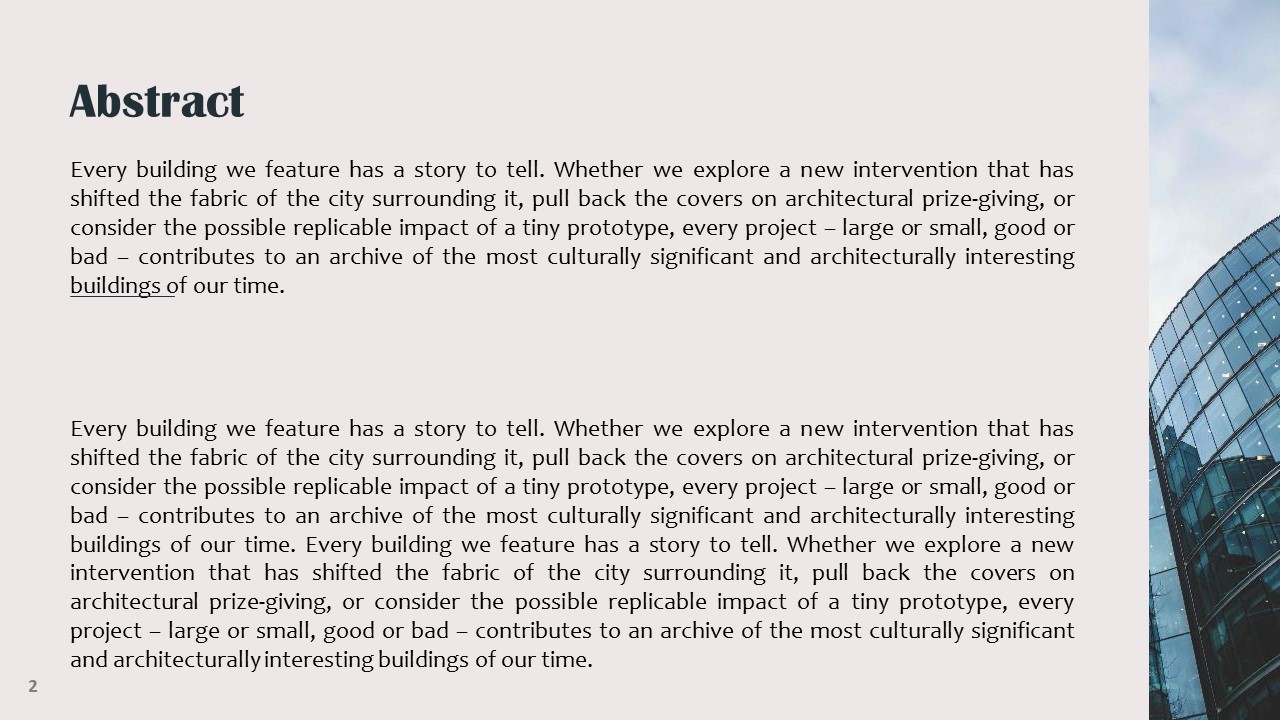 Abstract
Every building we feature has a story to tell. Whether we explore a new intervention that has
shifted the fabric of the city surrounding it, pull back the covers on architectural prize-giving, or
consider the possible replicable impact of a tiny prototype, every project – large or small, good or
bad – contributes to an archive of the most culturally significant and architecturally interesting
buildings of our time.
Every building we feature has a story to tell. Whether we explore a new intervention that has
shifted the fabric of the city surrounding it, pull back the covers on architectural prize-giving, or
consider the possible replicable impact of a tiny prototype, every project – large or small, good or
bad – contributes to an archive of the most culturally significant and architecturally interesting
buildings of our time. Every building we feature has a story to tell. Whether we explore a new
intervention that has shifted the fabric of the city surrounding it, pull back the covers on
architectural prize-giving, or consider the possible replicable impact of a tiny prototype, every
project – large or small, good or bad – contributes to an archive of the most culturally significant
and architecturally interesting buildings of our time.
2